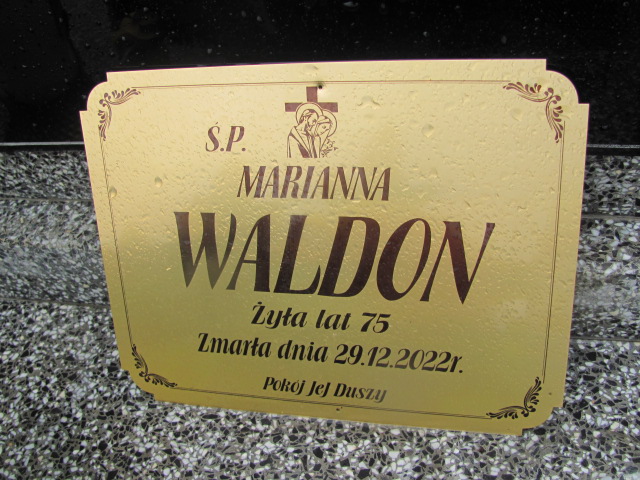 Ś.P.
MARIANNA
WALDON
Żyła lat 75
Zmarła dnia 29.12.2022r.
Pokój Jej Duszy